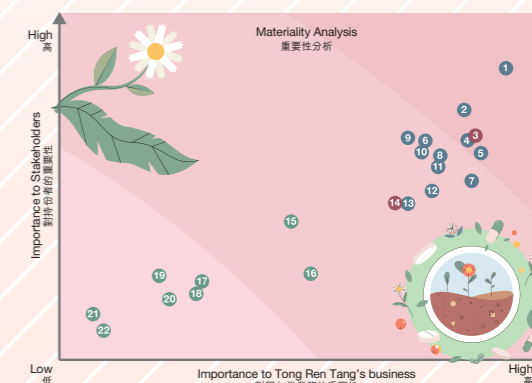 Materiality Analysis
重要性分析
High
高
Importance to Stakeholders
對持份者的重要性
1
2
3
4
5
6
7
8
9
10
11
12
13
14
15
16
17
18
19
20
21
22
Low
Importance to Tong Ren Tang's business
High